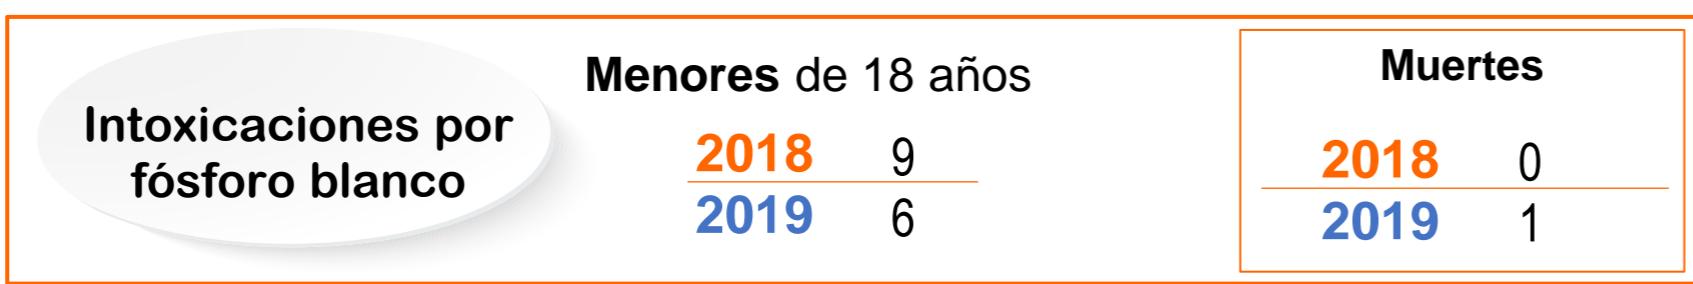 Intoxicaciones por
fósforo blanco
Menores de 18 años
2018 9
2019 6
Muertes
2018 0
2019 1